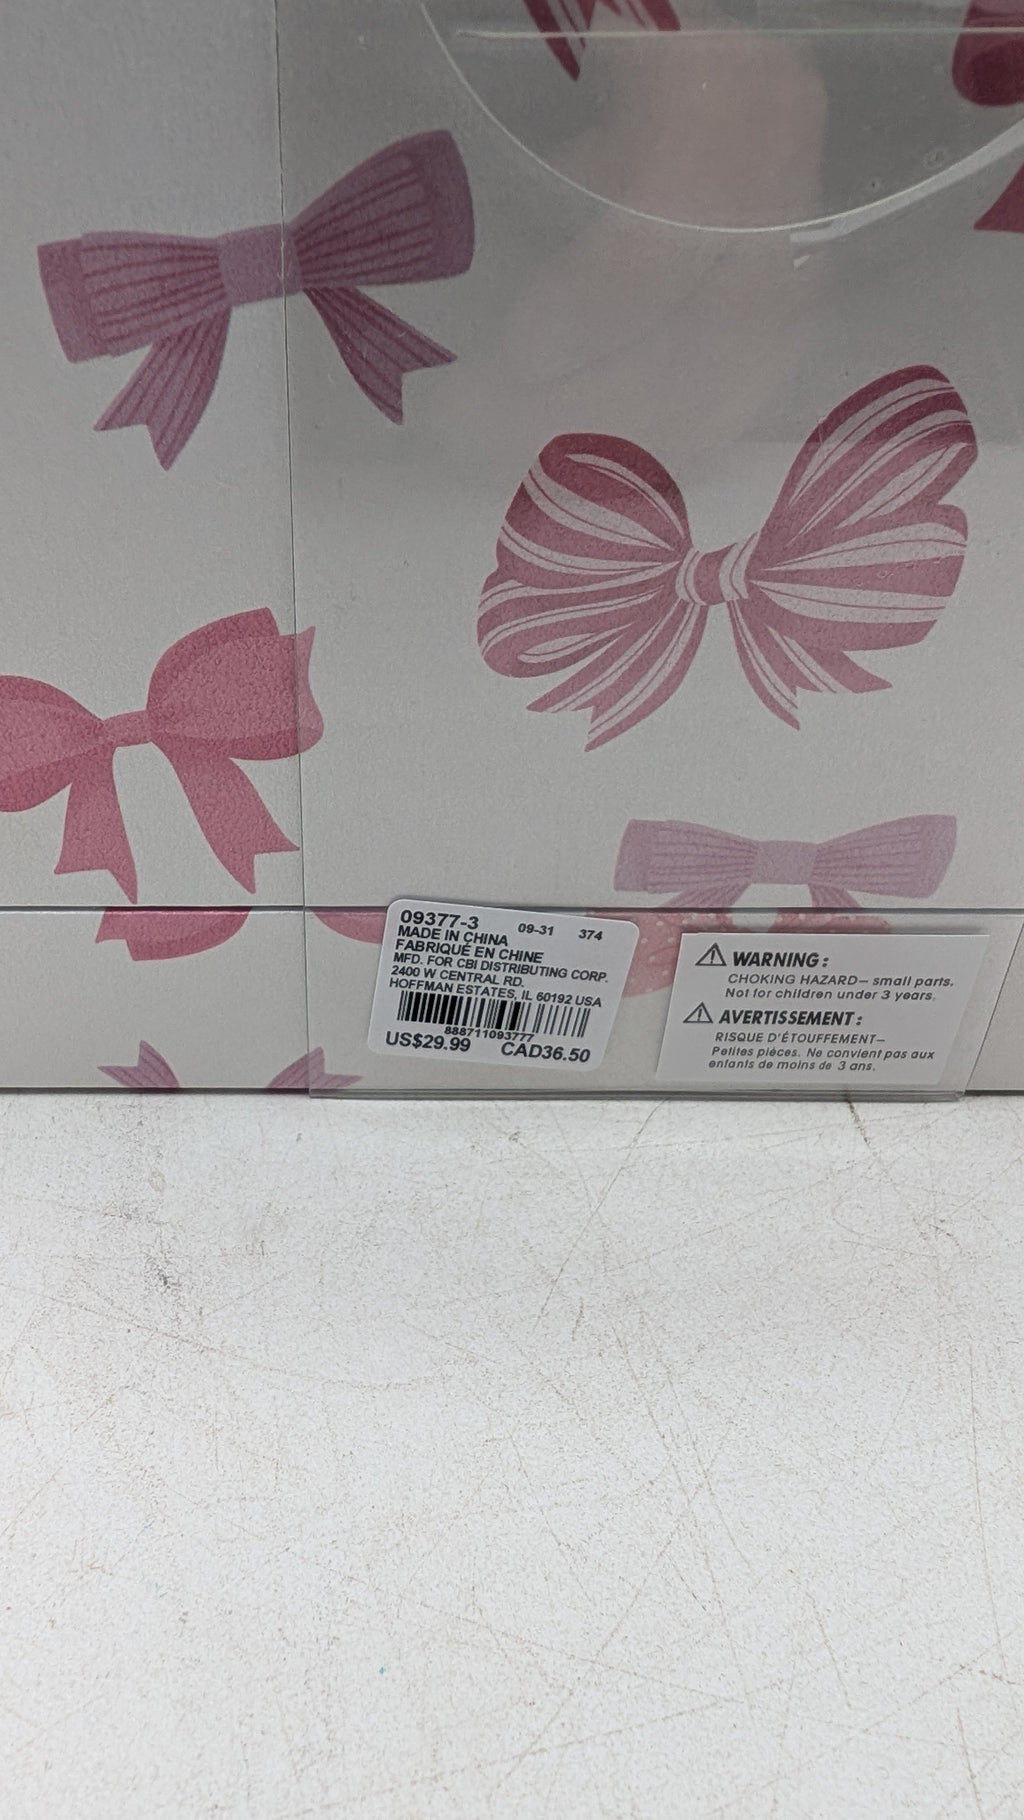 09377-3 09-31 374
MADE IN CHINA
FABRIQUÉ EN CHINE
MFD. FOR CBI DISTRIBUTING CORP.
2400 W CENTRAL RD.
HOFFMAN ESTATES, IL 60192 USA
888711093777
US$29.99 CAD36.50
WARNING:
CHOKING HAZARD— small parts.
Not for children under 3 years.
AVERTISSEMENT:
RISQUE D'ÉTOUFFEMENT—
Petites pièces. Ne convient pas aux
enfants de moins de 3 ans.